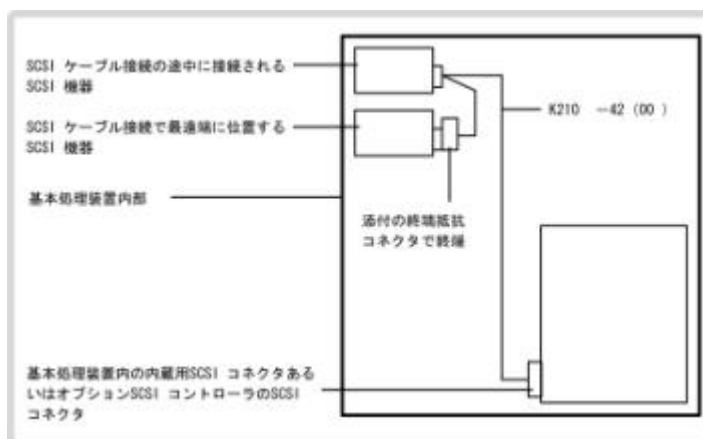 SCSI ケーブル接続の途中に接続される
SCSI 機器
K210 －42（00 ）
SCSI ケーブル接続で最遠端に位置する
SCSI 機器
基本処理装置内部
添付の終端抵抗
コネクタで終端
基本処理装置内の内蔵用SCSI コネクタある
いはオプションSCSI コントローラのSCSI
コネクタ